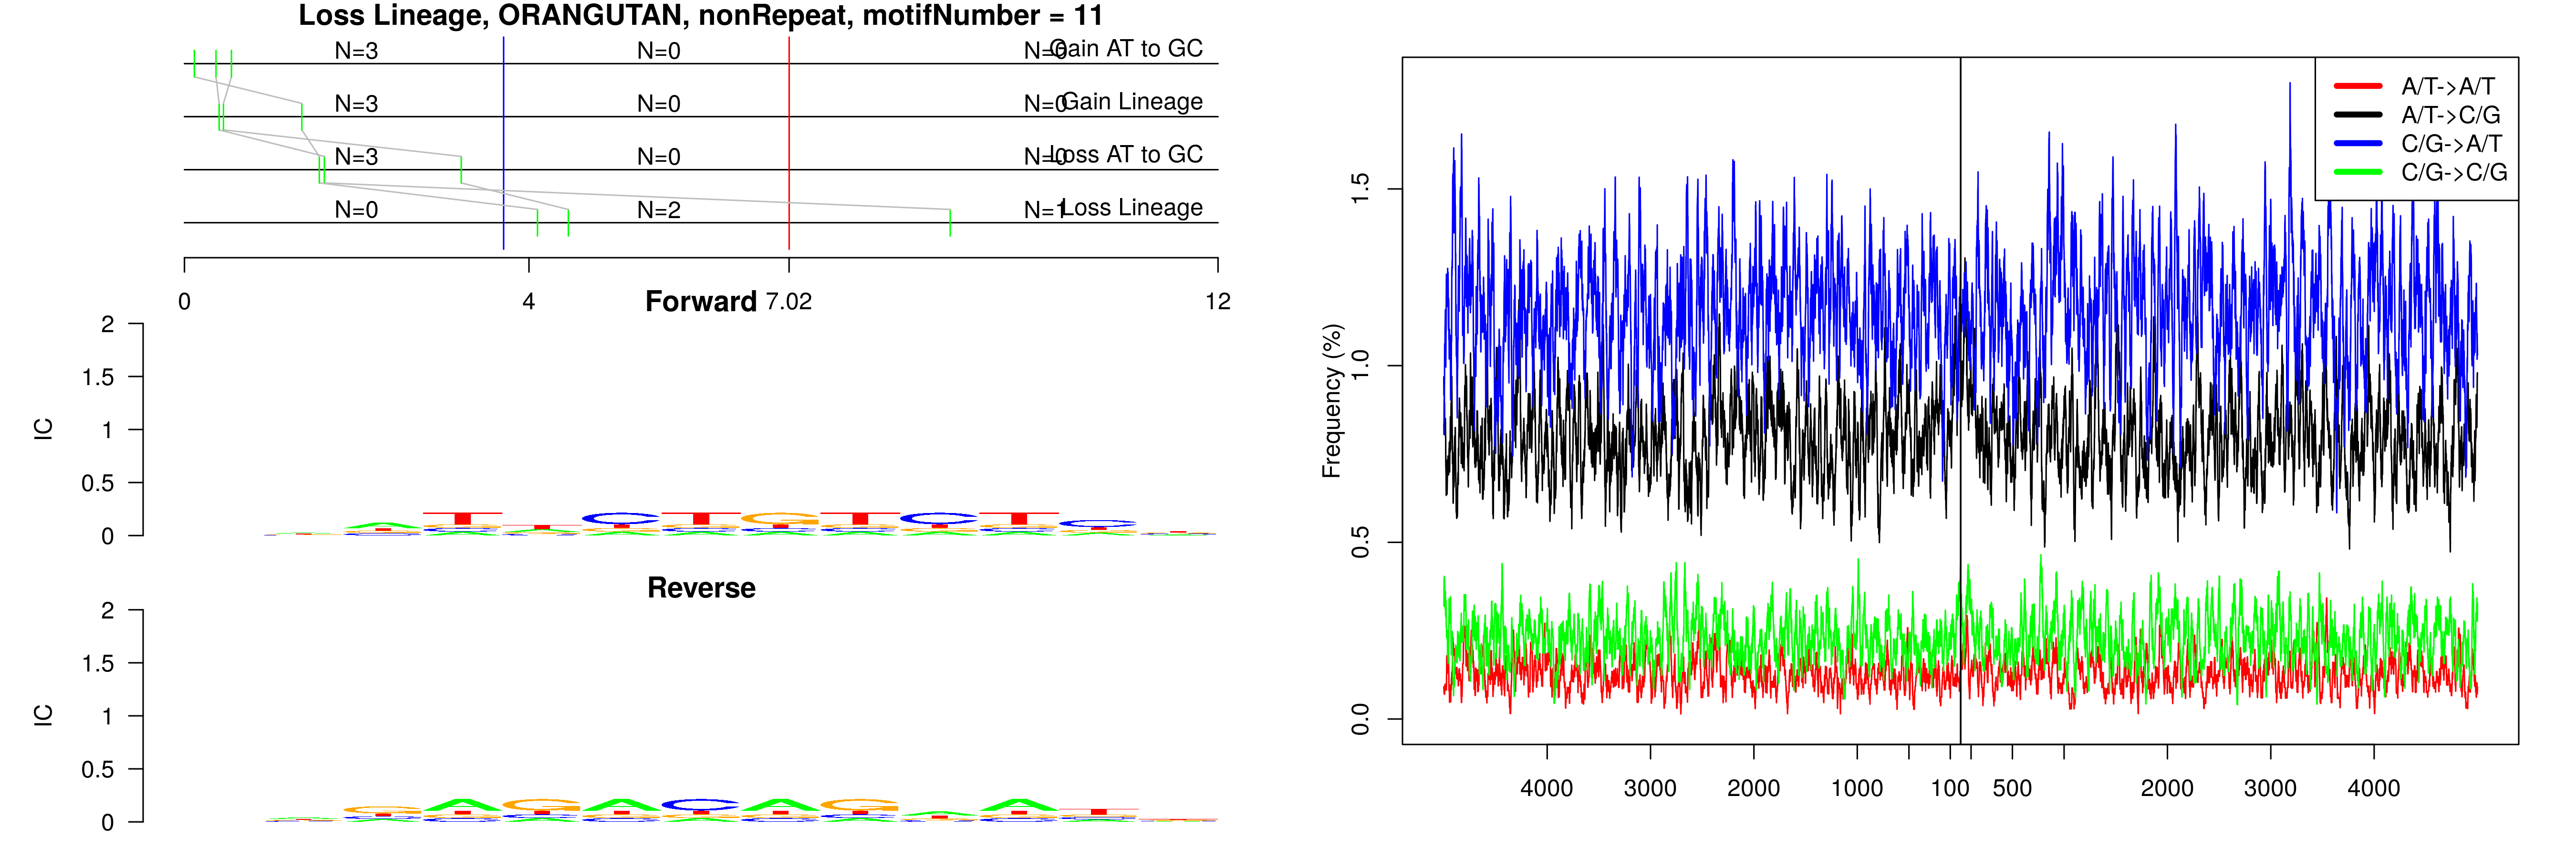 Loss Lineage, ORANGUTAN, nonRepeat, motifNumber = 11
N=3 N=0 N=0 Gain AT to GC
N=3 N=0 N=0 Gain Lineage
N=3 N=0 N=0 Loss AT to GC
N=0 N=2 N=1 Loss Lineage
0 4 7.02 12
Forward
2
1.5
1
0.5
0
IC
T T C T G T C T C
Reverse
2
1.5
1
0.5
0
IC
G A G A C A G A A T
A/T->A/T
A/T->C/G
C/G->A/T
C/G->C/G
Frequency (%)
1.5
1.0
0.5
0.0
4000 3000 2000 1000 100 500 2000 3000 4000